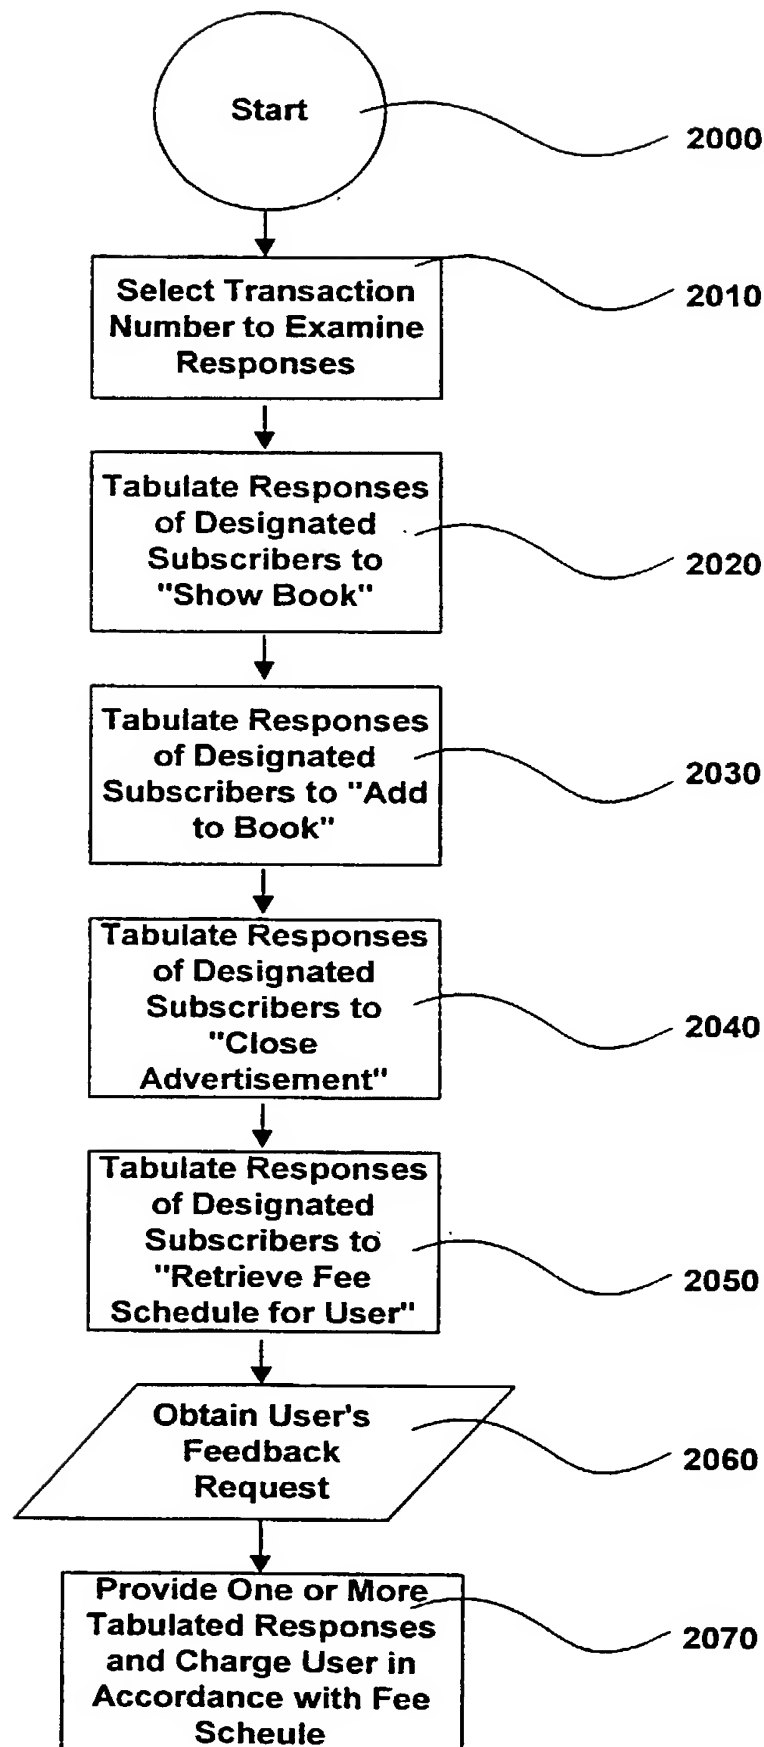 Start
2000
Select Transaction
Number to Examine
Responses
2010
Tabulate Responses
of Designated
Subscribers to
"Show Book"
2020
Tabulate Responses
of Designated
Subscribers to "Add
to Book"
2030
Tabulate Responses
of Designated
Subscribers to
"Close
Advertisement"
2040
Tabulate Responses
of Designated
Subscribers to
"Retrieve Fee
Schedule for User"
2050
Obtain User's
Feedback
Request
2060
Provide One or More
Tabulated Responses
and Charge User in
Accordance with Fee
Scheule
2070